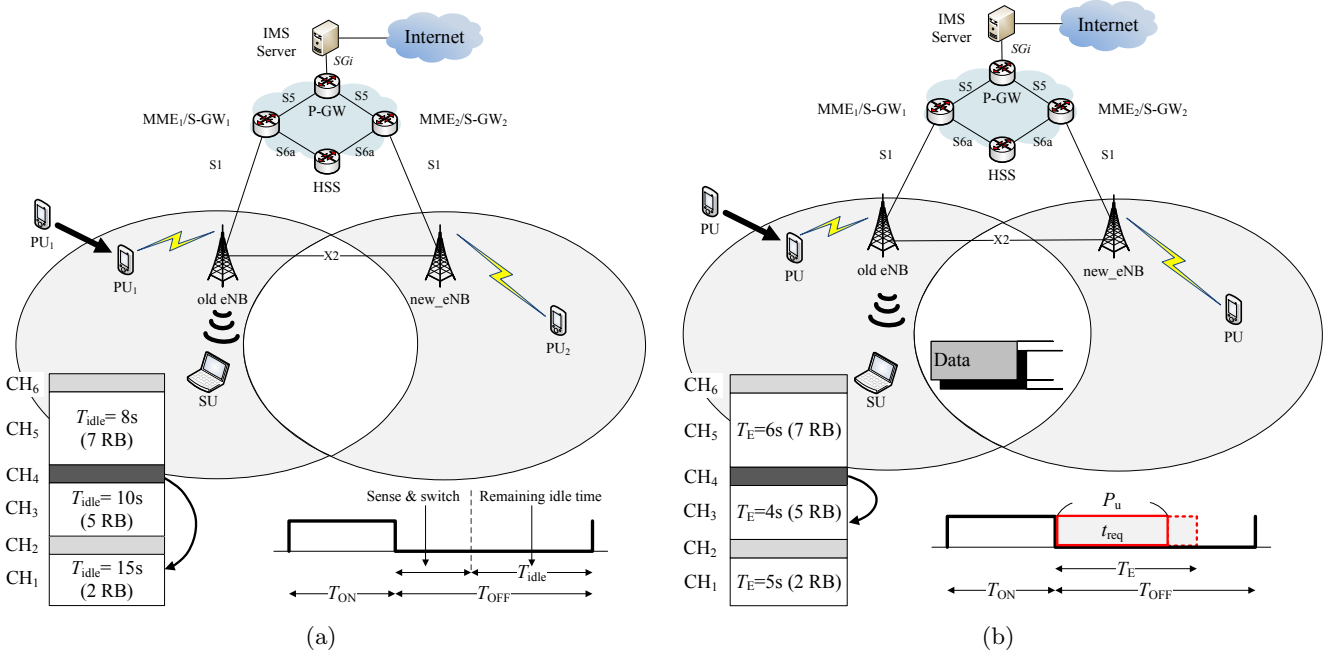 IMS
Server
Internet
SGi
S5
S5
P-GW
MME1/S-GW1
MME2/S-GW2
S6a
S6a
S1
S1
HSS
PU1
PU1
X2
old eNB
new_eNB
PU2
SU
CH6
Tidle= 8s
(7 RB)
CH5
CH4
Tidle= 10s
(5 RB)
CH3
CH2
Tidle= 15s
(2 RB)
CH1
Sense & switch
Remaining idle time
Tidle
TON
TOFF
(a)
IMS
Server
Internet
SGi
S5
S5
P-GW
MME1/S-GW1
MME2/S-GW2
S6a
S6a
S1
S1
HSS
PU
PU
X2
old eNB
new_eNB
PU
Data
SU
CH6
CH5
TE=6s (7 RB)
CH4
CH3
TE=4s (5 RB)
CH2
CH1
TE=5s (2 RB)
Pu
treq
TE
TON
TOFF
(b)